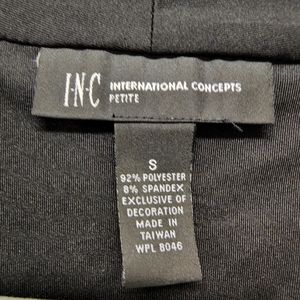 I·N·C INTERNATIONAL CONCEPTS
PETITE
S
92% POLYESTER
8% SPANDEX
EXCLUSIVE OF
DECORATION
MADE IN
TAIWAN
WPL 8046